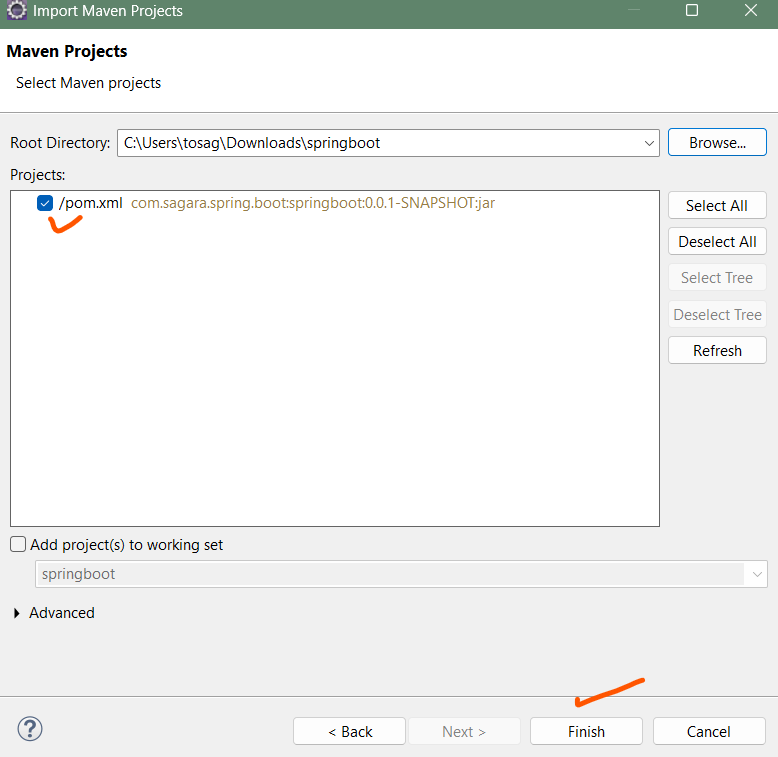 Import Maven Projects
Maven Projects
Select Maven projects
Root Directory: C:\Users\tosag\Downloads\springboot Browse...
Projects:
/pom.xml com.sagara.spring.boot:springboot:0.0.1-SNAPSHOT:jar
Select All
Deselect All
Select Tree
Deselect Tree
Refresh
Add project(s) to working set
springboot
Advanced
? < Back Next > Finish Cancel